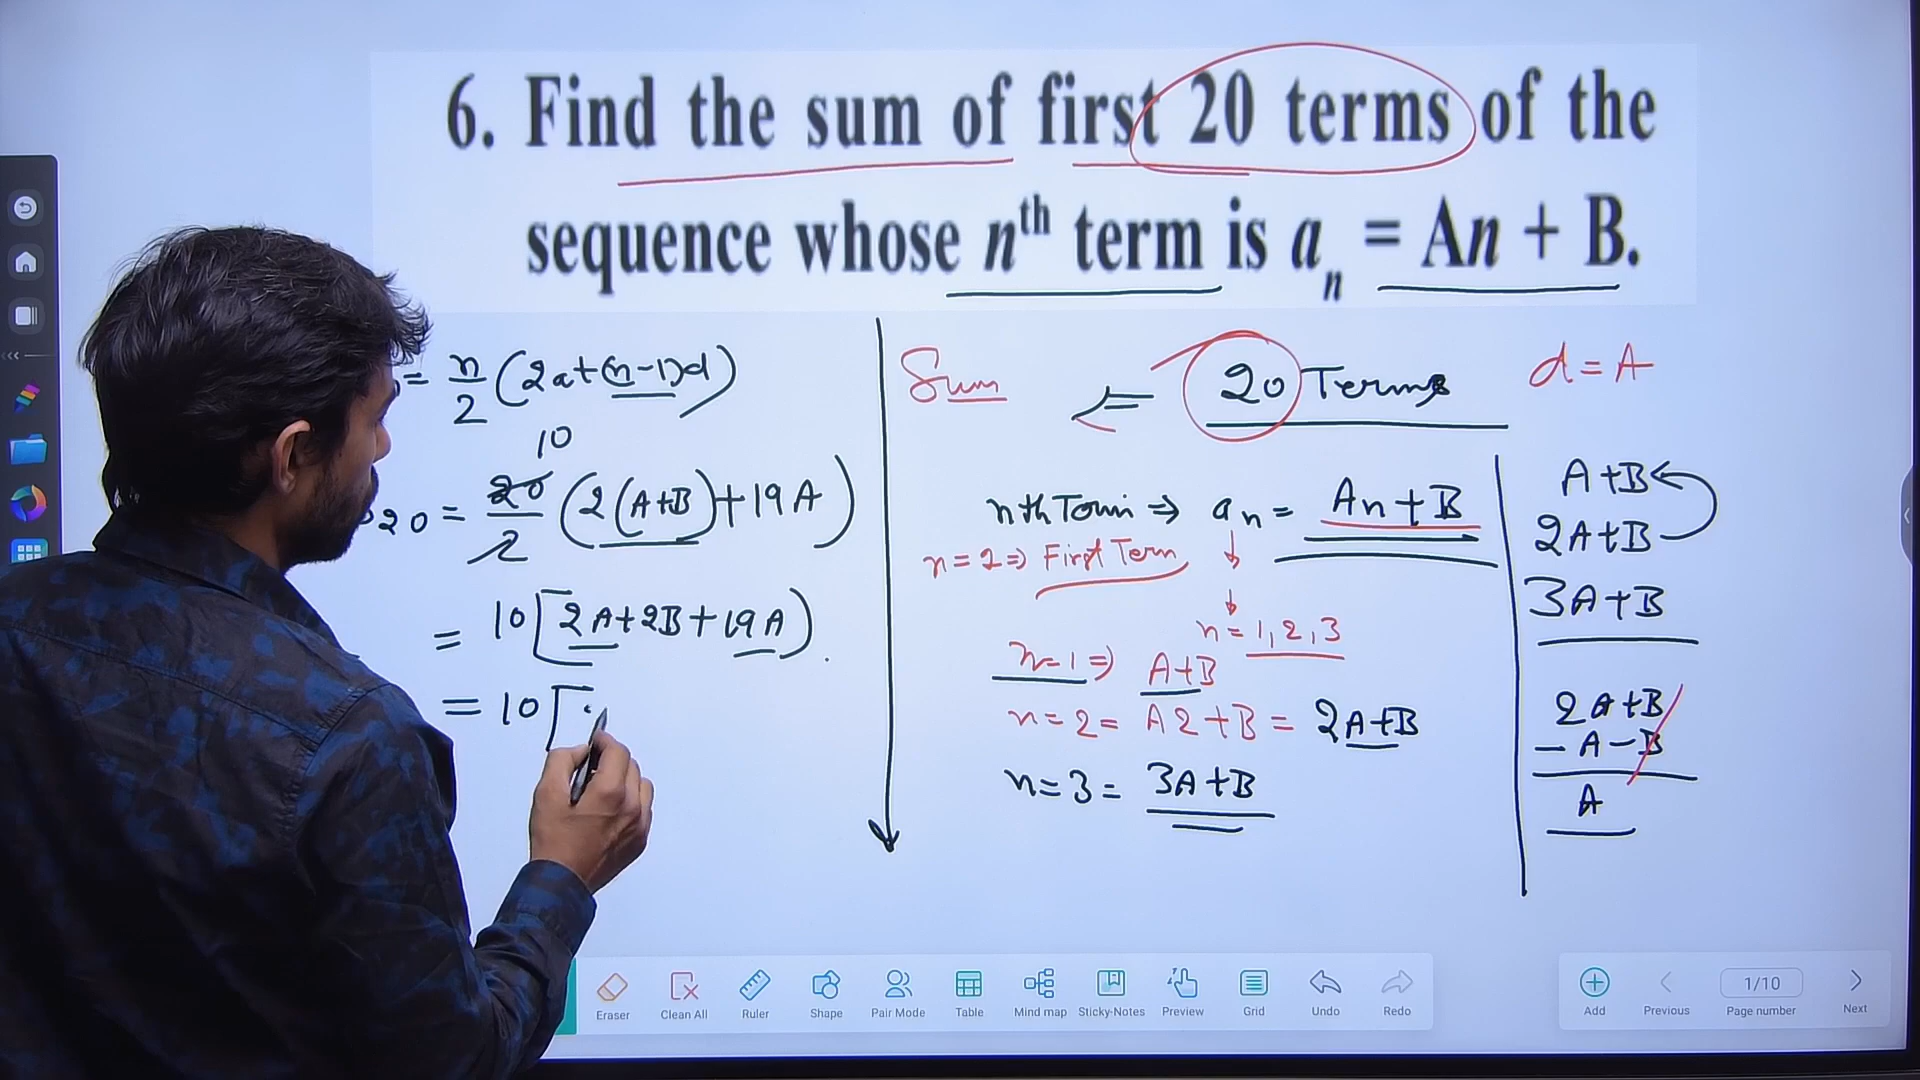 6. Find the sum of first 20 terms of the
sequence whose nth term is an = An + B.
= n/2 (2a+(n-1)d)
10
20 = 20/2 (2(A+B)+19A)
= 10[2A+2B+19A)
= 10[
Sum
20 Terms
d=A
nth Term ⇒ an = An+B
n=1⇒ First Term
n=1,2,3
n=1⇒ A+B
n=2= A2+B = 2A+B
n=3= 3A+B
A+B
2A+B
3A+B
2A+B
-A-B
A
Eraser Clean All Ruler Shape Pair Mode Table Mind map Sticky-Notes Preview Grid Undo Redo
Add Previous 1/10 Page number Next